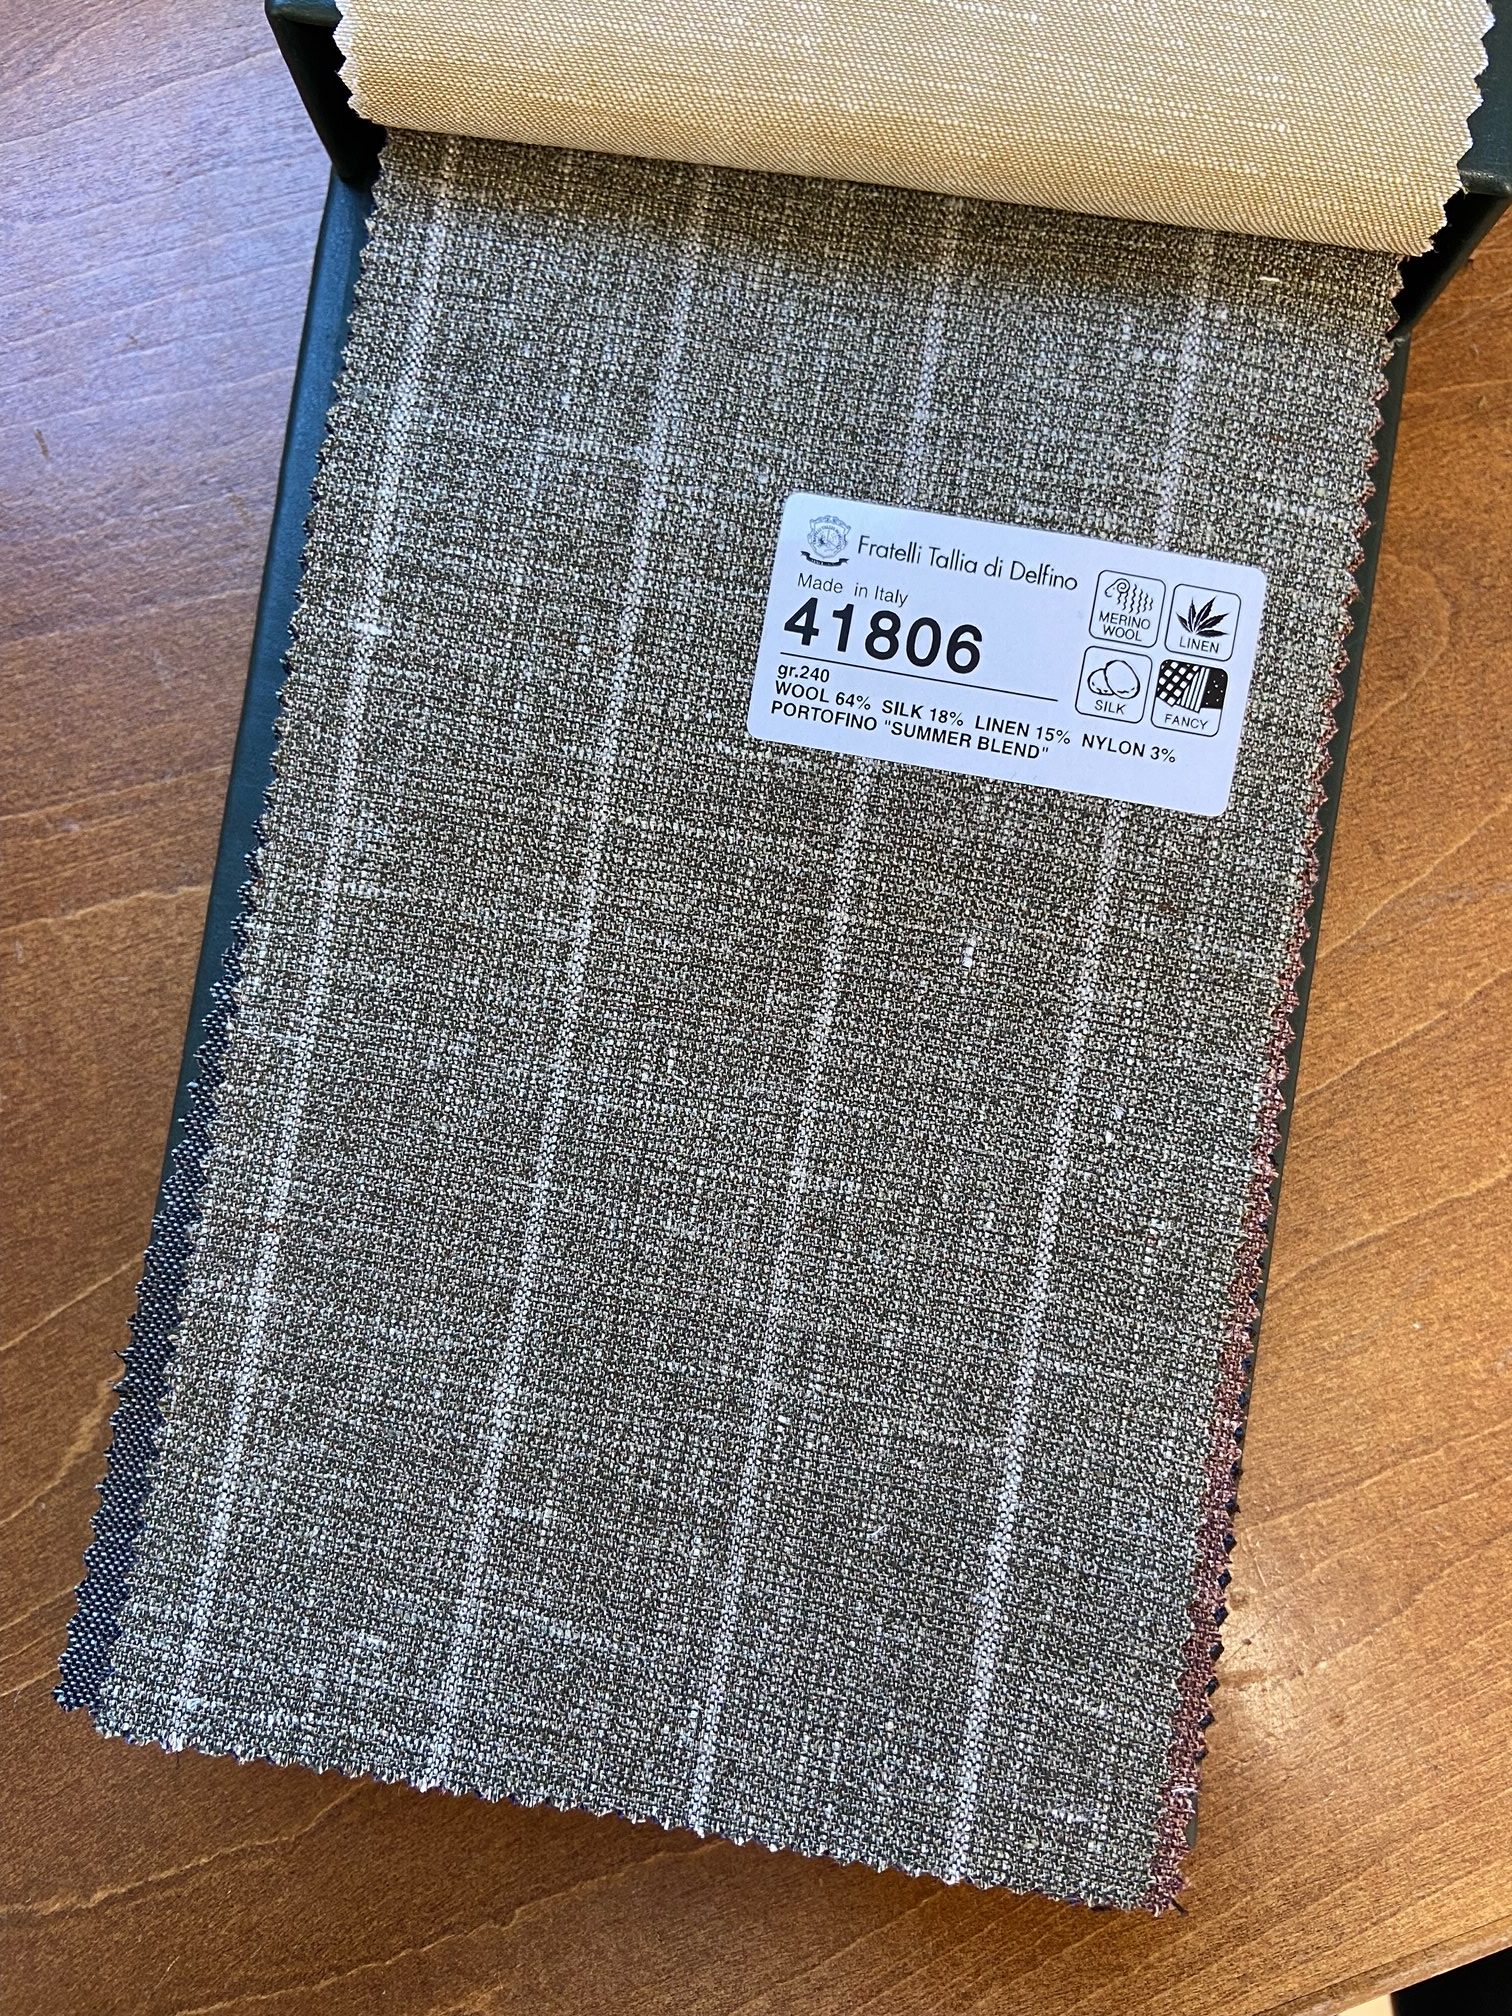 Fratelli Tallia di Delfino
Made in Italy
41806
gr.240
WOOL 64% SILK 18% LINEN 15% NYLON 3%
PORTOFINO "SUMMER BLEND"
MERINO
WOOL
LINEN
SILK
FANCY